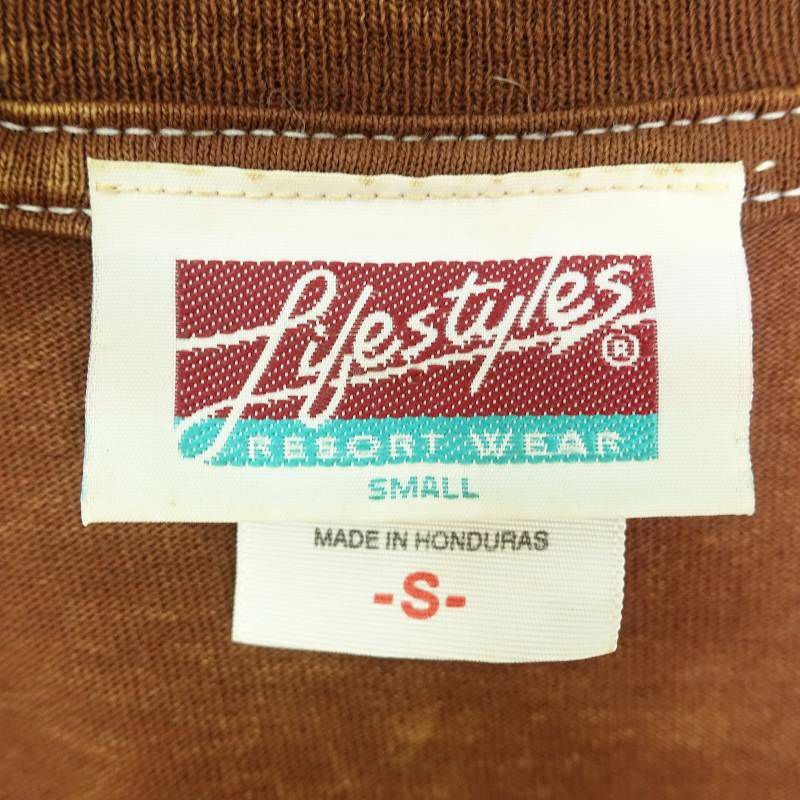 Lifestyles ®
RESORT WEAR
SMALL
MADE IN HONDURAS
-S-